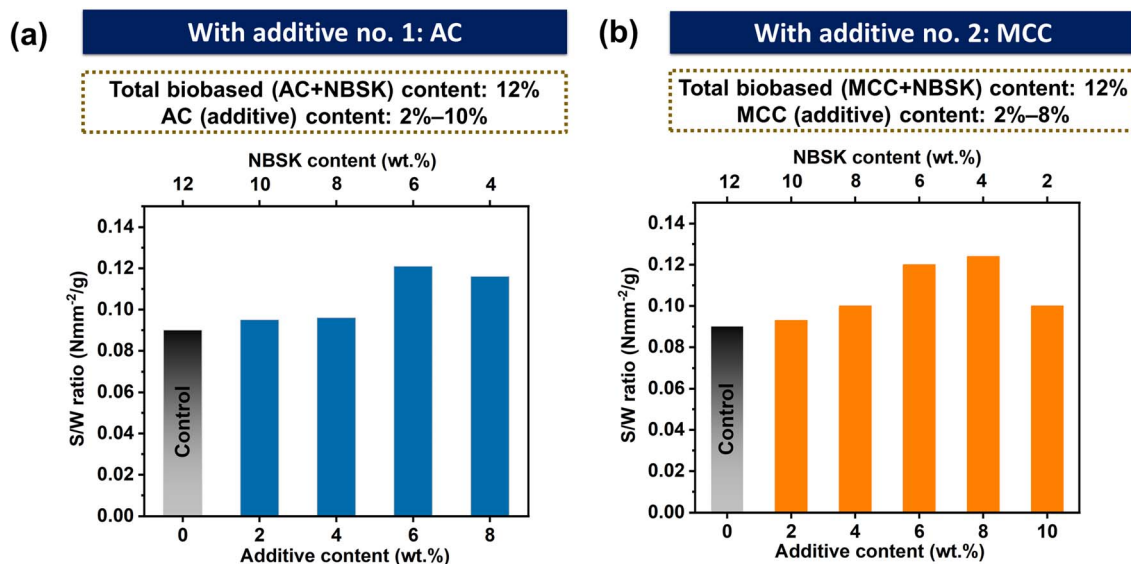 (a)
With additive no. 1: AC
Total biobased (AC+NBSK) content: 12%
AC (additive) content: 2%–10%
NBSK content (wt.%)
12 10 8 6 4
0.14
0.12
0.10
0.08
0.06
0.04
0.02
0.00
S/W ratio (Nmm⁻²/g)
Control
0 2 4 6 8
Additive content (wt.%)
(b)
With additive no. 2: MCC
Total biobased (MCC+NBSK) content: 12%
MCC (additive) content: 2%–8%
NBSK content (wt.%)
12 10 8 6 4 2
0.14
0.12
0.10
0.08
0.06
0.04
0.02
0.00
S/W ratio (Nmm⁻²/g)
Control
0 2 4 6 8 10
Additive content (wt.%)